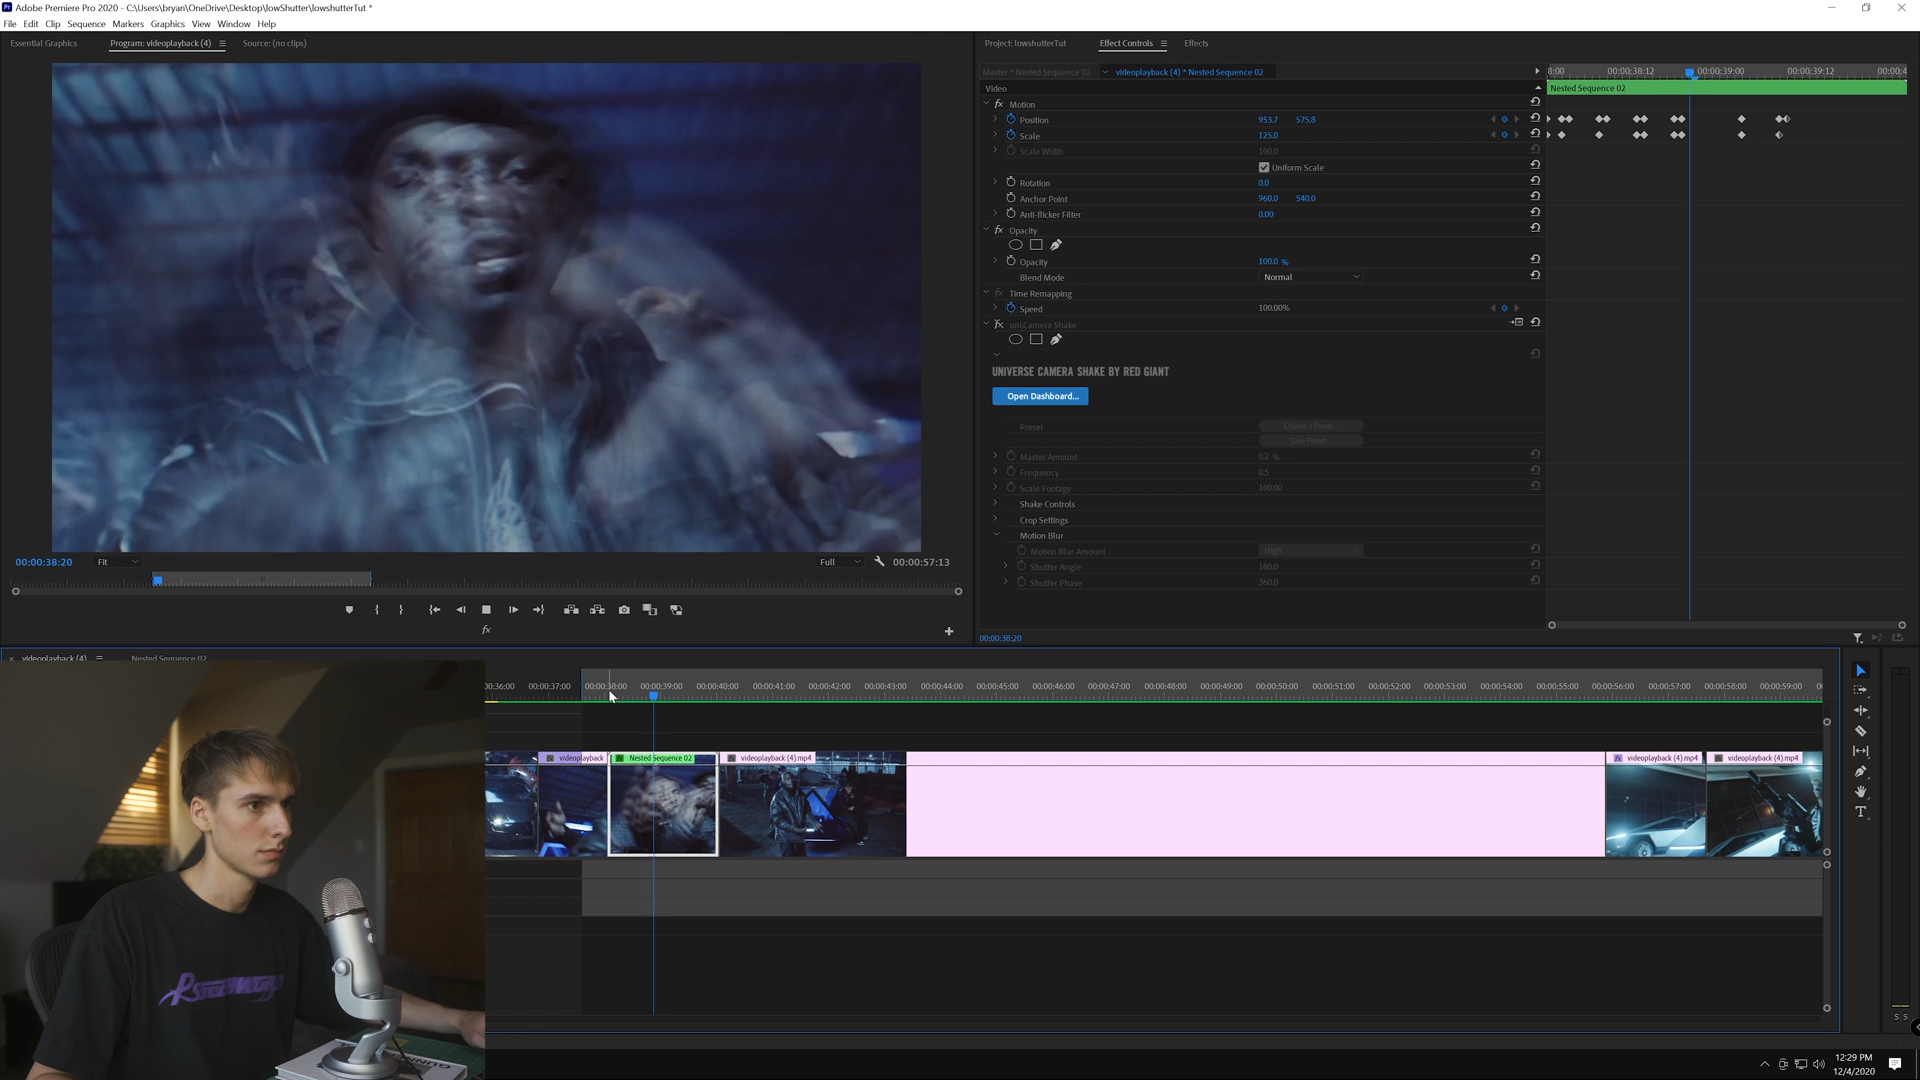 Adobe Premiere Pro 2020 - C:\Users\bryan\OneDrive\Desktop\lowShutter\lowshutterTut *
File Edit Clip Sequence Markers Graphics View Window Help
Essential Graphics
Program: videoplayback (4)
Source: (no clips)
Project: lowshutterTut
Effect Controls
Effects
Master * Nested Sequence 02
videoplayback (4) * Nested Sequence 02
8:00 00:00:38:12 00:00:39:00 00:00:39:12 00:00:4
Video
Nested Sequence 02
fx Motion
Position 953.7 575.8
Scale 125.0
Scale Width 100.0
Uniform Scale
Rotation 0.0
Anchor Point 960.0 540.0
Anti-flicker Filter 0.00
fx Opacity
Opacity 100.0 %
Blend Mode Normal
fx Time Remapping
Speed 100.00%
fx uni.Camera Shake
UNIVERSE CAMERA SHAKE BY RED GIANT
Open Dashboard...
Preset Choose a Preset...
Save Preset...
Master Amount 0.2 %
Frequency 0.5
Scale Footage 100.00
Shake Controls
Crop Settings
Motion Blur
Motion Blur Amount High
Shutter Angle 180.0
Shutter Phase 360.0
00:00:38:20 Fit Full 00:00:57:13
fx
00:00:38:20
videoplayback (4)
Nested Sequence 02
00:36:00 00:00:37:00 00:00:38:00 00:00:39:00 00:00:40:00 00:00:41:00 00:00:42:00 00:00:43:00 00:00:44:00 00:00:45:00 00:00:46:00 00:00:47:00 00:00:48:00 00:00:49:00 00:00:50:00 00:00:51:00 00:00:52:00 00:00:53:00 00:00:54:00 00:00:55:00 00:00:56:00 00:00:57:00 00:00:58:00 00:00:59:00
videoplayback
Nested Sequence 02
videoplayback (4).mp4
videoplayback (4).mp4
videoplayback (4).mp4
S S
12:29 PM
12/4/2020